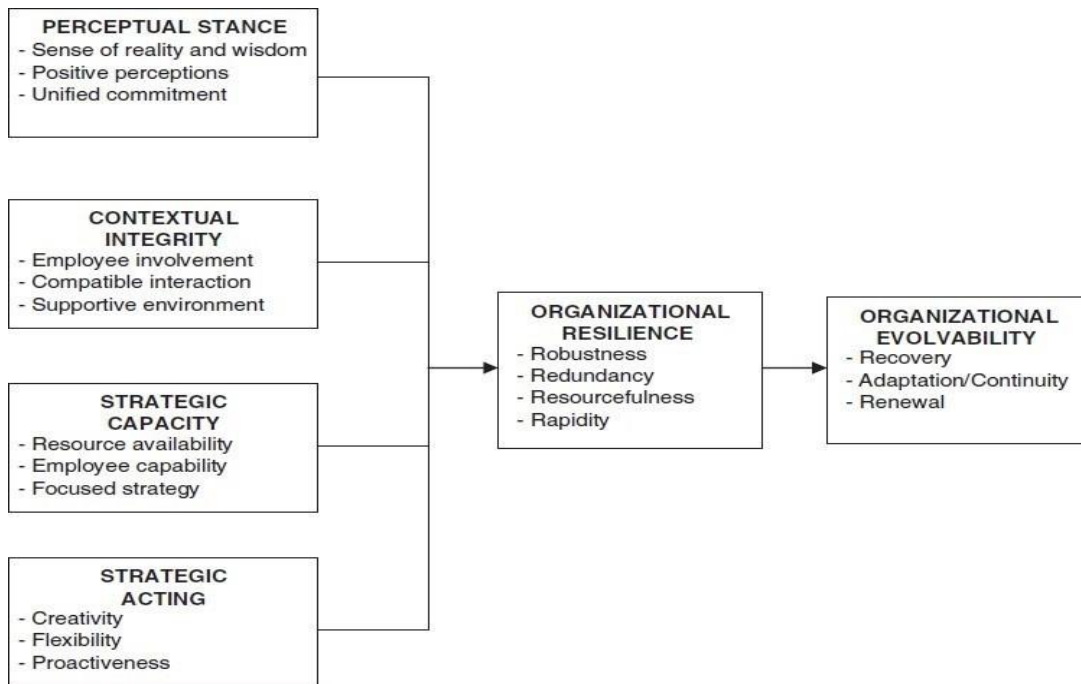 PERCEPTUAL STANCE
- Sense of reality and wisdom
- Positive perceptions
- Unified commitment
CONTEXTUAL
INTEGRITY
- Employee involvement
- Compatible interaction
- Supportive environment
STRATEGIC
CAPACITY
- Resource availability
- Employee capability
- Focused strategy
STRATEGIC
ACTING
- Creativity
- Flexibility
- Proactiveness
ORGANIZATIONAL
RESILIENCE
- Robustness
- Redundancy
- Resourcefulness
- Rapidity
ORGANIZATIONAL
EVOLVABILITY
- Recovery
- Adaptation/Continuity
- Renewal